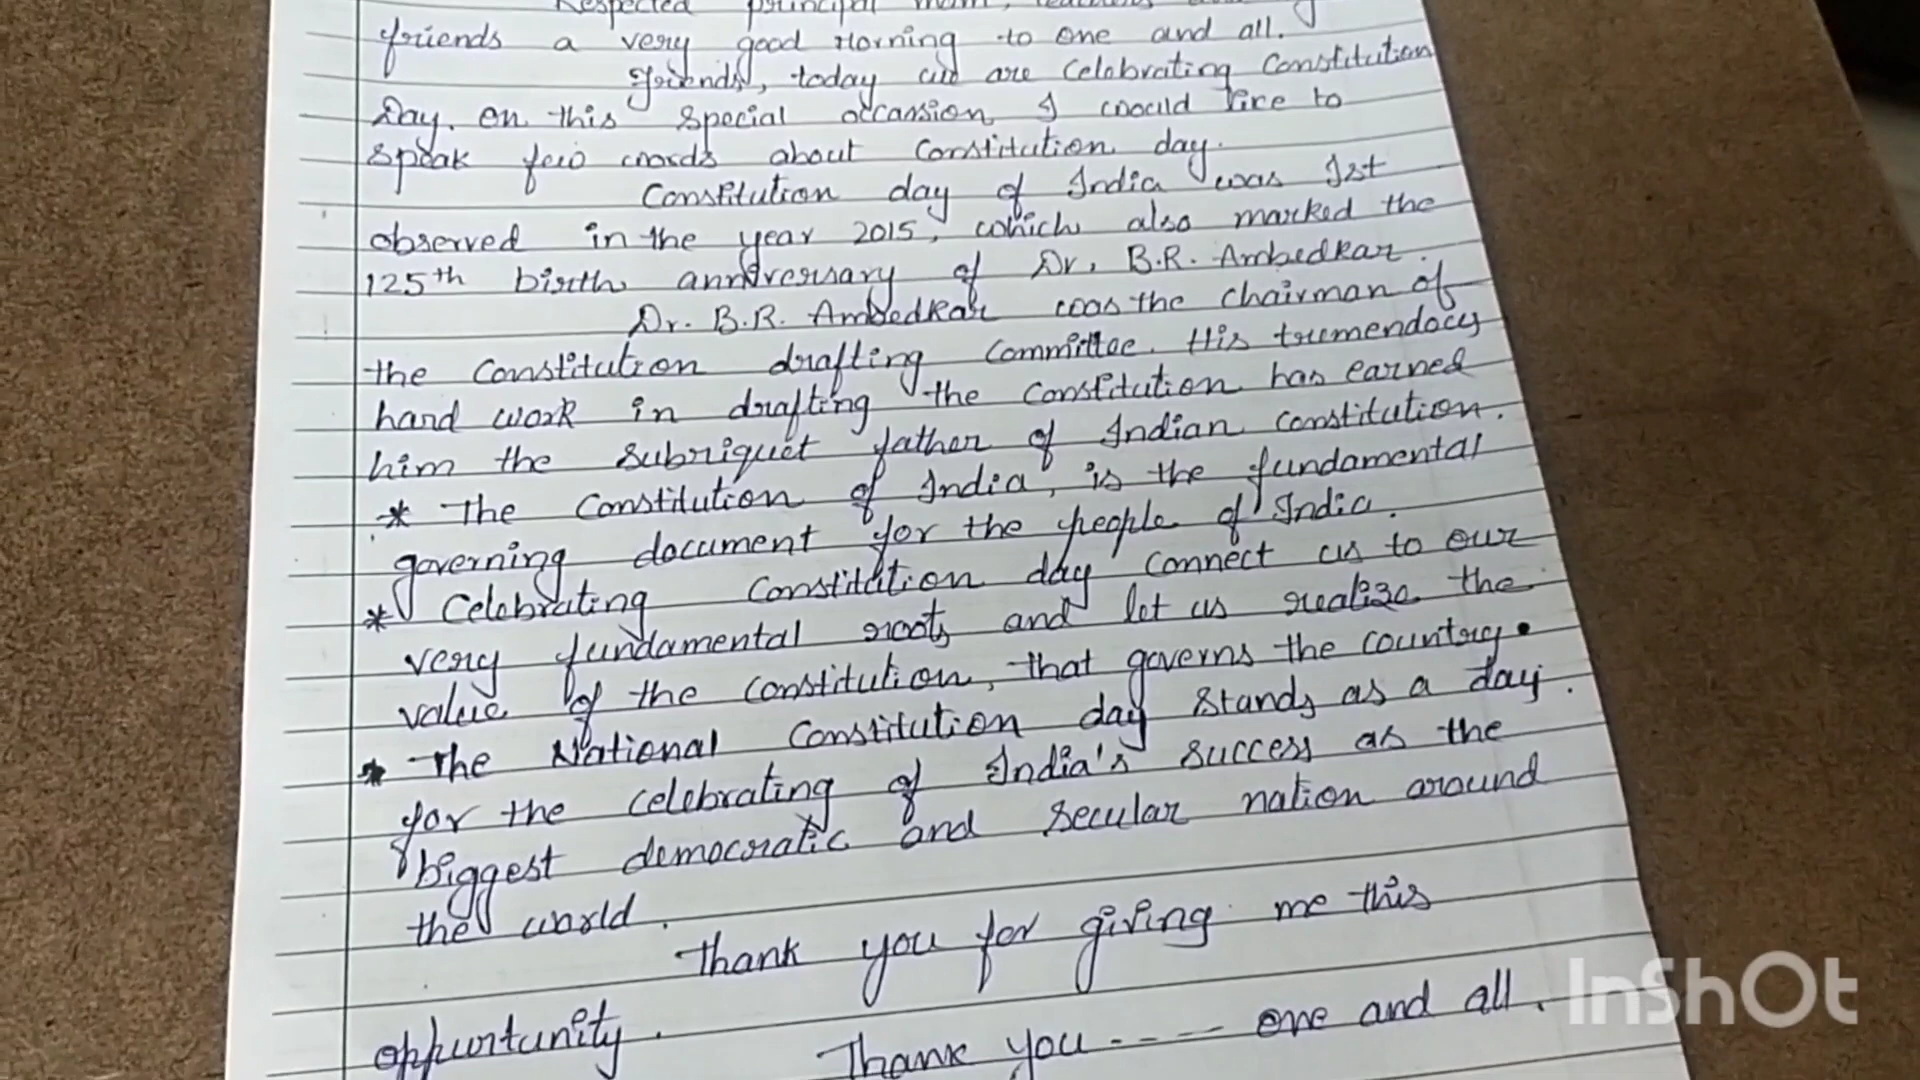 Respected principal mam, teachers
friends a very good Morning to one and all.
friends, today we are celebrating Constitution
Day. on this special occassion I would like to
speak few words about Constitution day.
Constitution day of India was 1st
observed in the year 2015, which also marked the
125th birth anniversary of Dr. B.R. Ambedkar.
Dr. B.R. Ambedkar was the chairman of
the constitution drafting committee. His tremendocy
hard work in drafting the constitution has earned
him the subriquet father of Indian constitution.
* The constitution of India, is the fundamental
governing document for the people of India.
* Celebrating Constitution day connect us to our
very fundamental roots and let us realize the
value of the constitution, that governs the country.
* The National Constitution day stands as a day.
for the celebrating of India's success as the
biggest democratic and secular nation around
the world.
Thank you for giving me this
oppurtunity.
Thank you ---- one and all.
InShOt